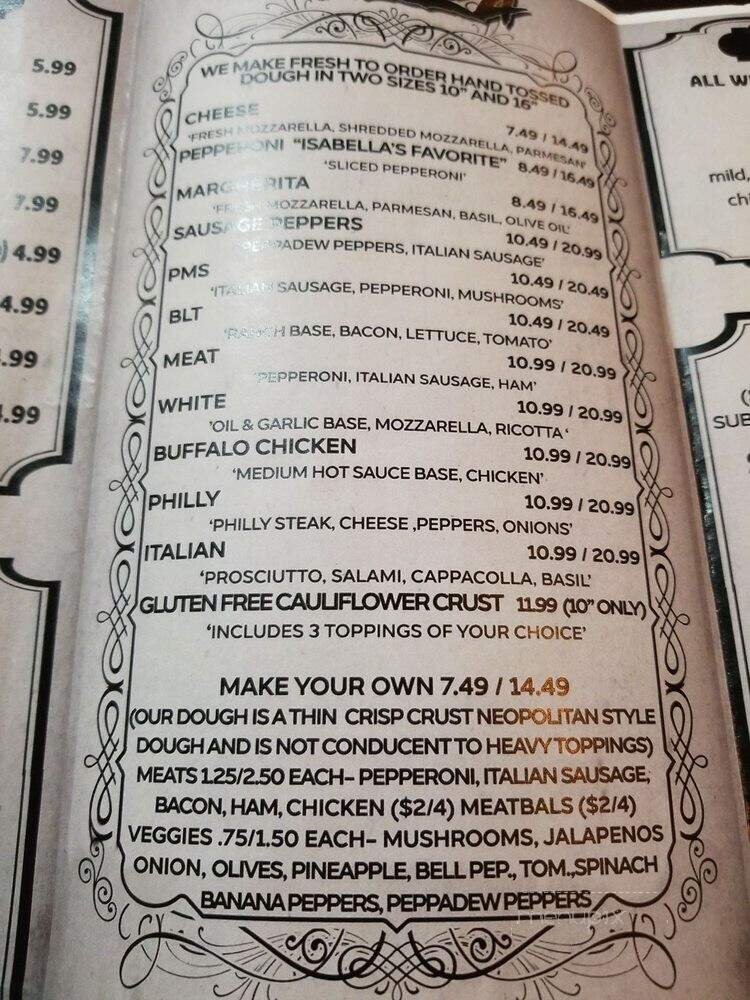 WE MAKE FRESH TO ORDER HAND TOSSED
DOUGH IN TWO SIZES 10" AND 16"
CHEESE 7.49 / 14.49
'FRESH MOZZARELLA, SHREDDED MOZZARELLA, PARMESAN'
PEPPERONI "ISABELLA'S FAVORITE" 8.49 / 16.49
'SLICED PEPPERONI'
MARGHERITA 8.49 / 16.49
'FRESH MOZZARELLA, PARMESAN, BASIL, OLIVE OIL'
SAUSAGE PEPPERS 10.49 / 20.99
'PEPPADEW PEPPERS, ITALIAN SAUSAGE'
PMS 10.49 / 20.49
'ITALIAN SAUSAGE, PEPPERONI, MUSHROOMS'
BLT 10.49 / 20.49
'RANCH BASE, BACON, LETTUCE, TOMATO'
MEAT 10.99 / 20.99
'PEPPERONI, ITALIAN SAUSAGE, HAM'
WHITE 10.99 / 20.99
'OIL & GARLIC BASE, MOZZARELLA, RICOTTA '
BUFFALO CHICKEN 10.99 / 20.99
'MEDIUM HOT SAUCE BASE, CHICKEN'
PHILLY 10.99 / 20.99
'PHILLY STEAK, CHEESE ,PEPPERS, ONIONS'
ITALIAN 10.99 / 20.99
'PROSCIUTTO, SALAMI, CAPPACOLLA, BASIL'
GLUTEN FREE CAULIFLOWER CRUST 11.99 (10" ONLY)
'INCLUDES 3 TOPPINGS OF YOUR CHOICE'
MAKE YOUR OWN 7.49 / 14.49
(OUR DOUGH IS A THIN CRISP CRUST NEOPOLITAN STYLE
DOUGH AND IS NOT CONDUCENT TO HEAVY TOPPINGS)
MEATS 1.25/2.50 EACH- PEPPERONI, ITALIAN SAUSAGE,
BACON, HAM, CHICKEN ($2/4) MEATBALS ($2/4)
VEGGIES .75/1.50 EACH- MUSHROOMS, JALAPENOS
ONION, OLIVES, PINEAPPLE, BELL PEP., TOM.,SPINACH
BANANA PEPPERS, PEPPADEW PEPPERS
5.99
5.99
7.99
7.99
) 4.99
4.99
.99
.99
ALL
mild,
SUB